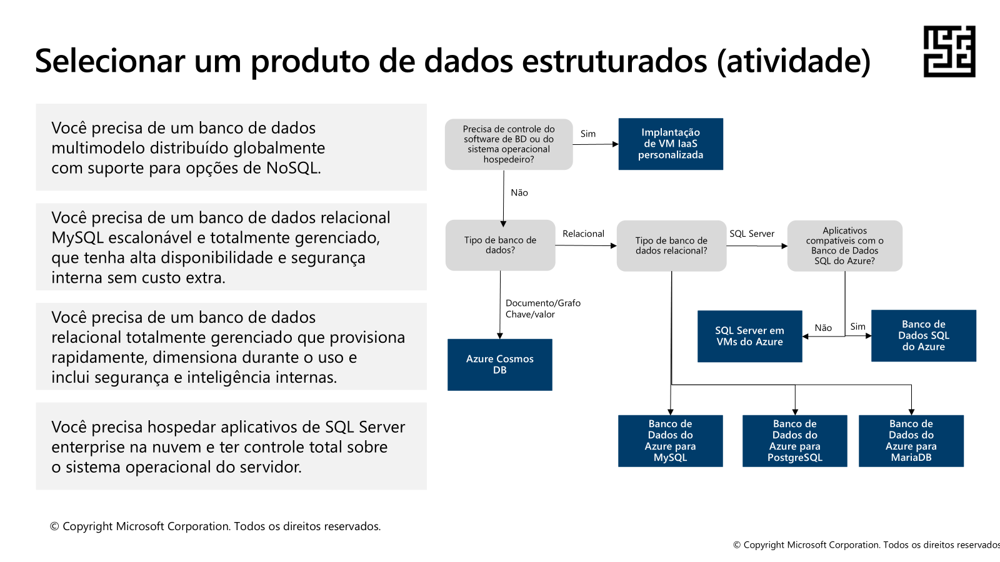 Selecionar um produto de dados estruturados (atividade)
Você precisa de um banco de dados
multimodelo distribuído globalmente
com suporte para opções de NoSQL.
Você precisa de um banco de dados relacional
MySQL escalonável e totalmente gerenciado,
que tenha alta disponibilidade e segurança
interna sem custo extra.
Você precisa de um banco de dados
relacional totalmente gerenciado que provisiona
rapidamente, dimensiona durante o uso e
inclui segurança e inteligência internas.
Você precisa hospedar aplicativos de SQL Server
enterprise na nuvem e ter controle total sobre
o sistema operacional do servidor.
Precisa de controle do
software de BD ou do
sistema operacional
hospedeiro?
Sim
Implantação
de VM IaaS
personalizada
Não
Tipo de banco de
dados?
Relacional
Tipo de banco de
dados relacional?
SQL Server
Aplicativos
compatíveis com o
Banco de Dados
SQL do Azure?
Documento/Grafo
Chave/valor
Azure Cosmos
DB
SQL Server em
VMs do Azure
Não
Sim
Banco de
Dados SQL
do Azure
Banco de
Dados do
Azure para
MySQL
Banco de
Dados do
Azure para
PostgreSQL
Banco de
Dados do
Azure para
MariaDB
© Copyright Microsoft Corporation. Todos os direitos reservados.
© Copyright Microsoft Corporation. Todos os direitos reservados